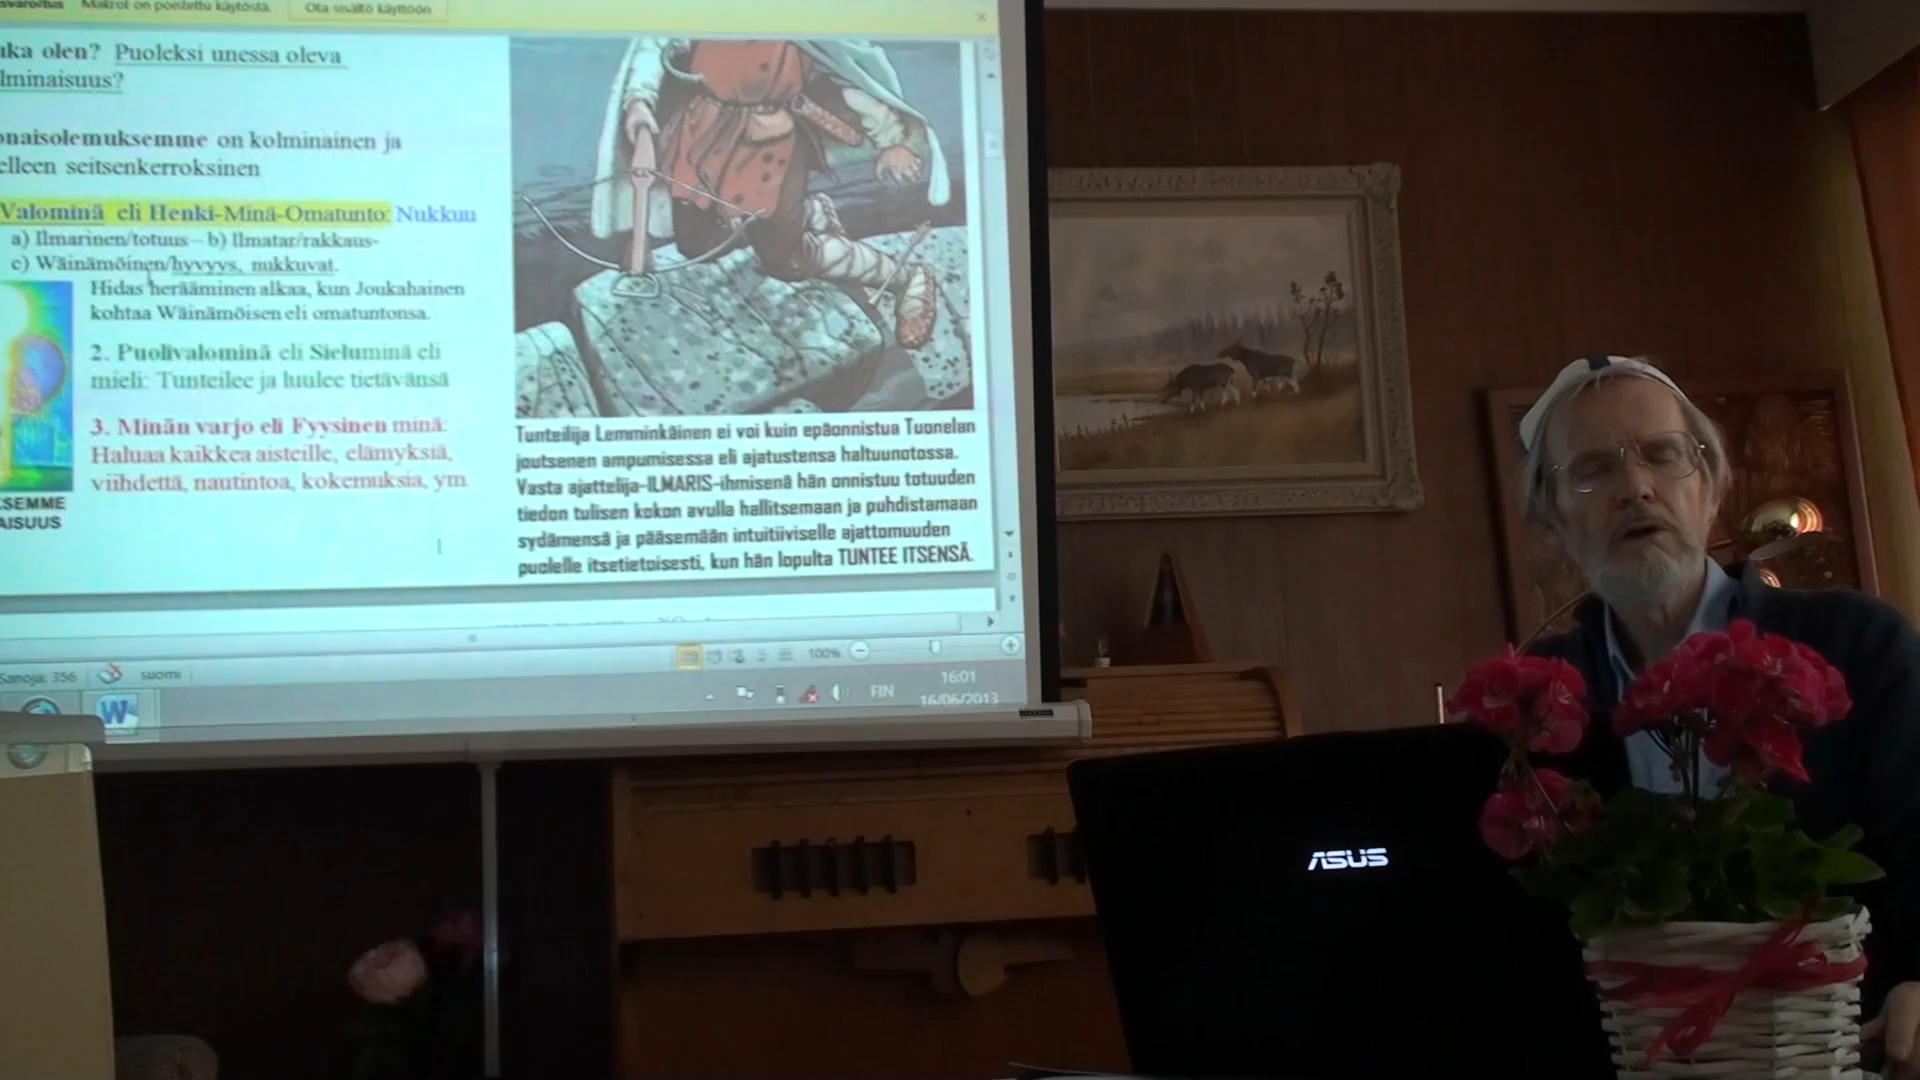 Makrot on poistettu käytöstä. Ota sisältö käyttöön
uka olen? Puoleksi unessa oleva
lminaisuus?
onaisolemuksemme on kolminainen ja
elleen seitsenkerroksinen
Valominä eli Henki-Minä-Omatunto: Nukkuu
a) Ilmarinen/totuus – b) Ilmatar/rakkaus-
c) Wäinämöinen/hyvyys, nukkuvat.
Hidas herääminen alkaa, kun Joukahainen
kohtaa Wäinämöisen eli omatuntonsa.
2. Puolivalominä eli Sieluminä eli
mieli: Tunteilee ja luulee tietävänsä
3. Minän varjo eli Fyysinen minä:
Haluaa kaikkea aisteille, elämyksiä,
viihdettä, nautintoa, kokemuksia, ym.
SEMME
AISUUS
Tunteilija Lemminkäinen ei voi kuin epäonnistua Tuonelan
joutsenen ampumisessa eli ajatustensa haltuunotossa.
Vasta ajattelija-ILMARIS-ihmisenä hän onnistuu totuuden
tiedon tulisen kokon avulla hallitsemaan ja puhdistamaan
sydämensä ja pääsemään intuitiiviselle ajattomuuden
puolelle itsetietoisesti, kun hän lopulta TUNTEE ITSENSÄ.
100%
Sanoja: 356 suomi
FIN 16:01
16/06/2013
ASUS